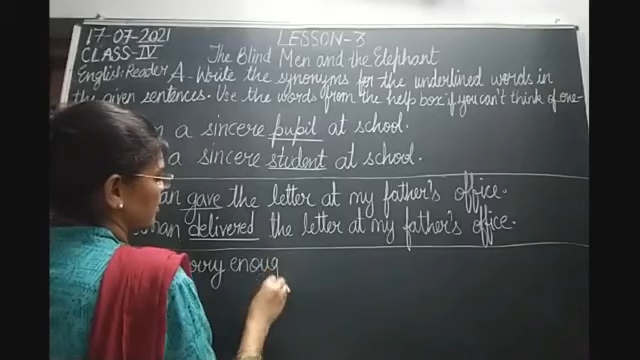 17-07-2021 LESSON-3
CLASS-IV The Blind Men and the Elephant
English Reader A- Write the synonyms for the underlined words in
the given sentences. Use the words from the help box if you can't think of one-
a sincere pupil at school.
a sincere student at school.
gave the letter at my father's office.
delivered the letter at my father's office.
enoug